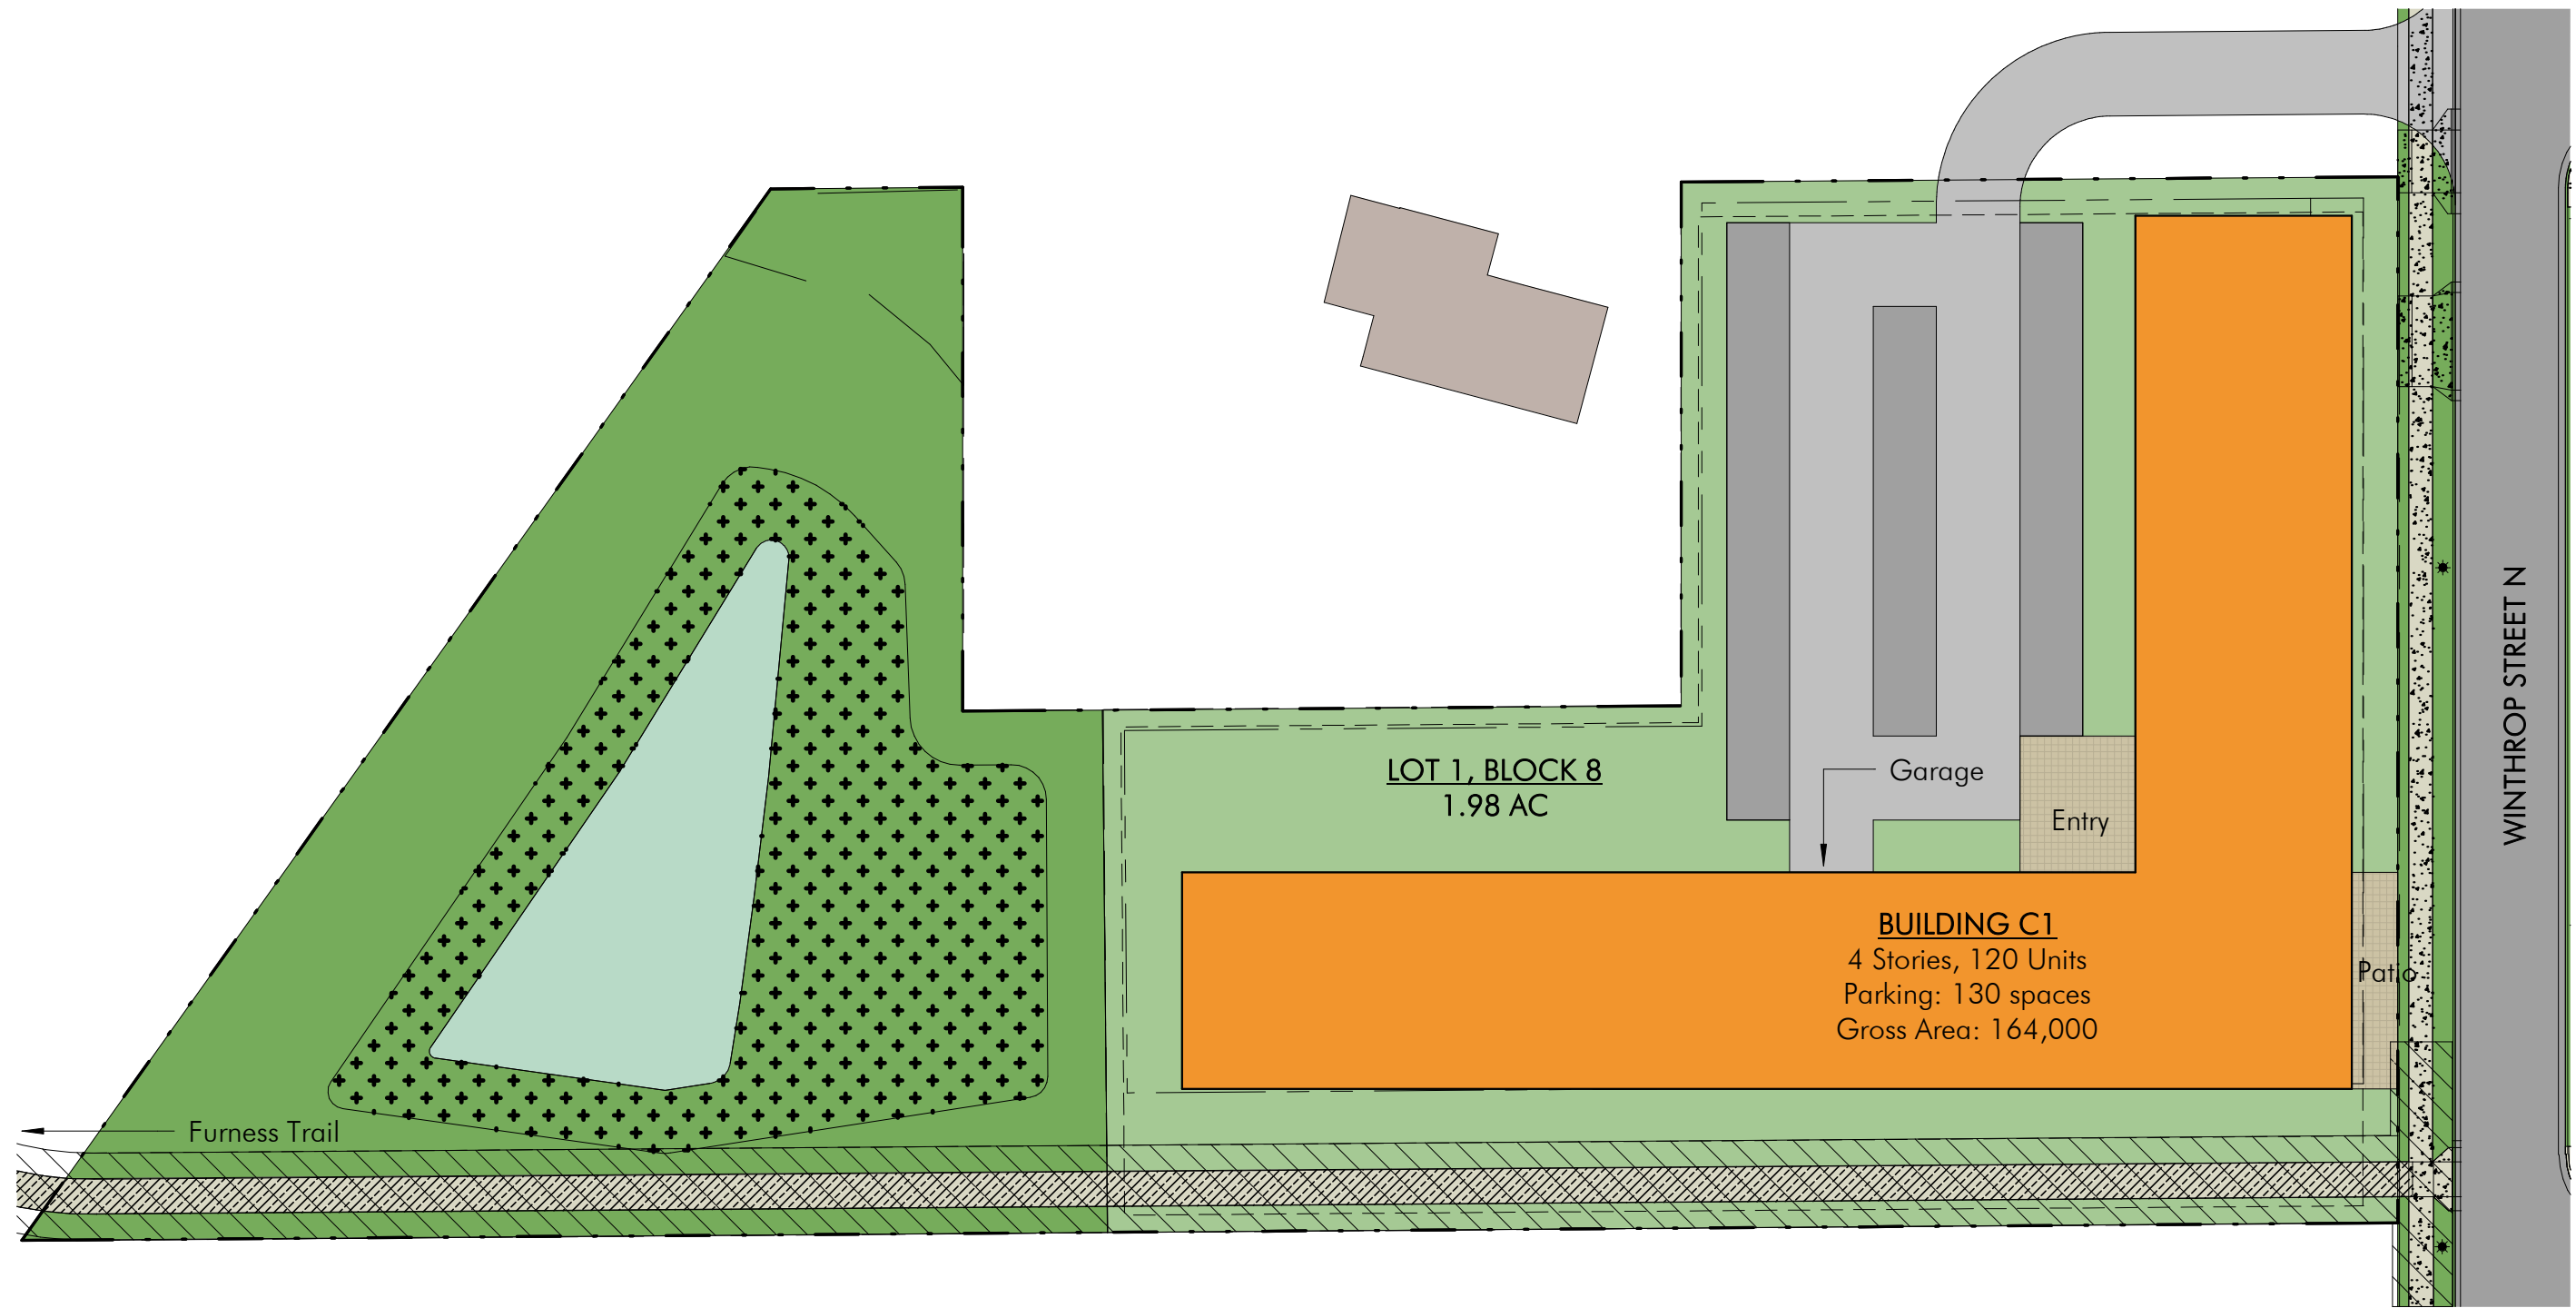 LOT 1, BLOCK 8
1.98 AC
Garage
Entry
BUILDING C1
4 Stories, 120 Units
Parking: 130 spaces
Gross Area: 164,000
Patio
WINTHROP STREET N
Furness Trail